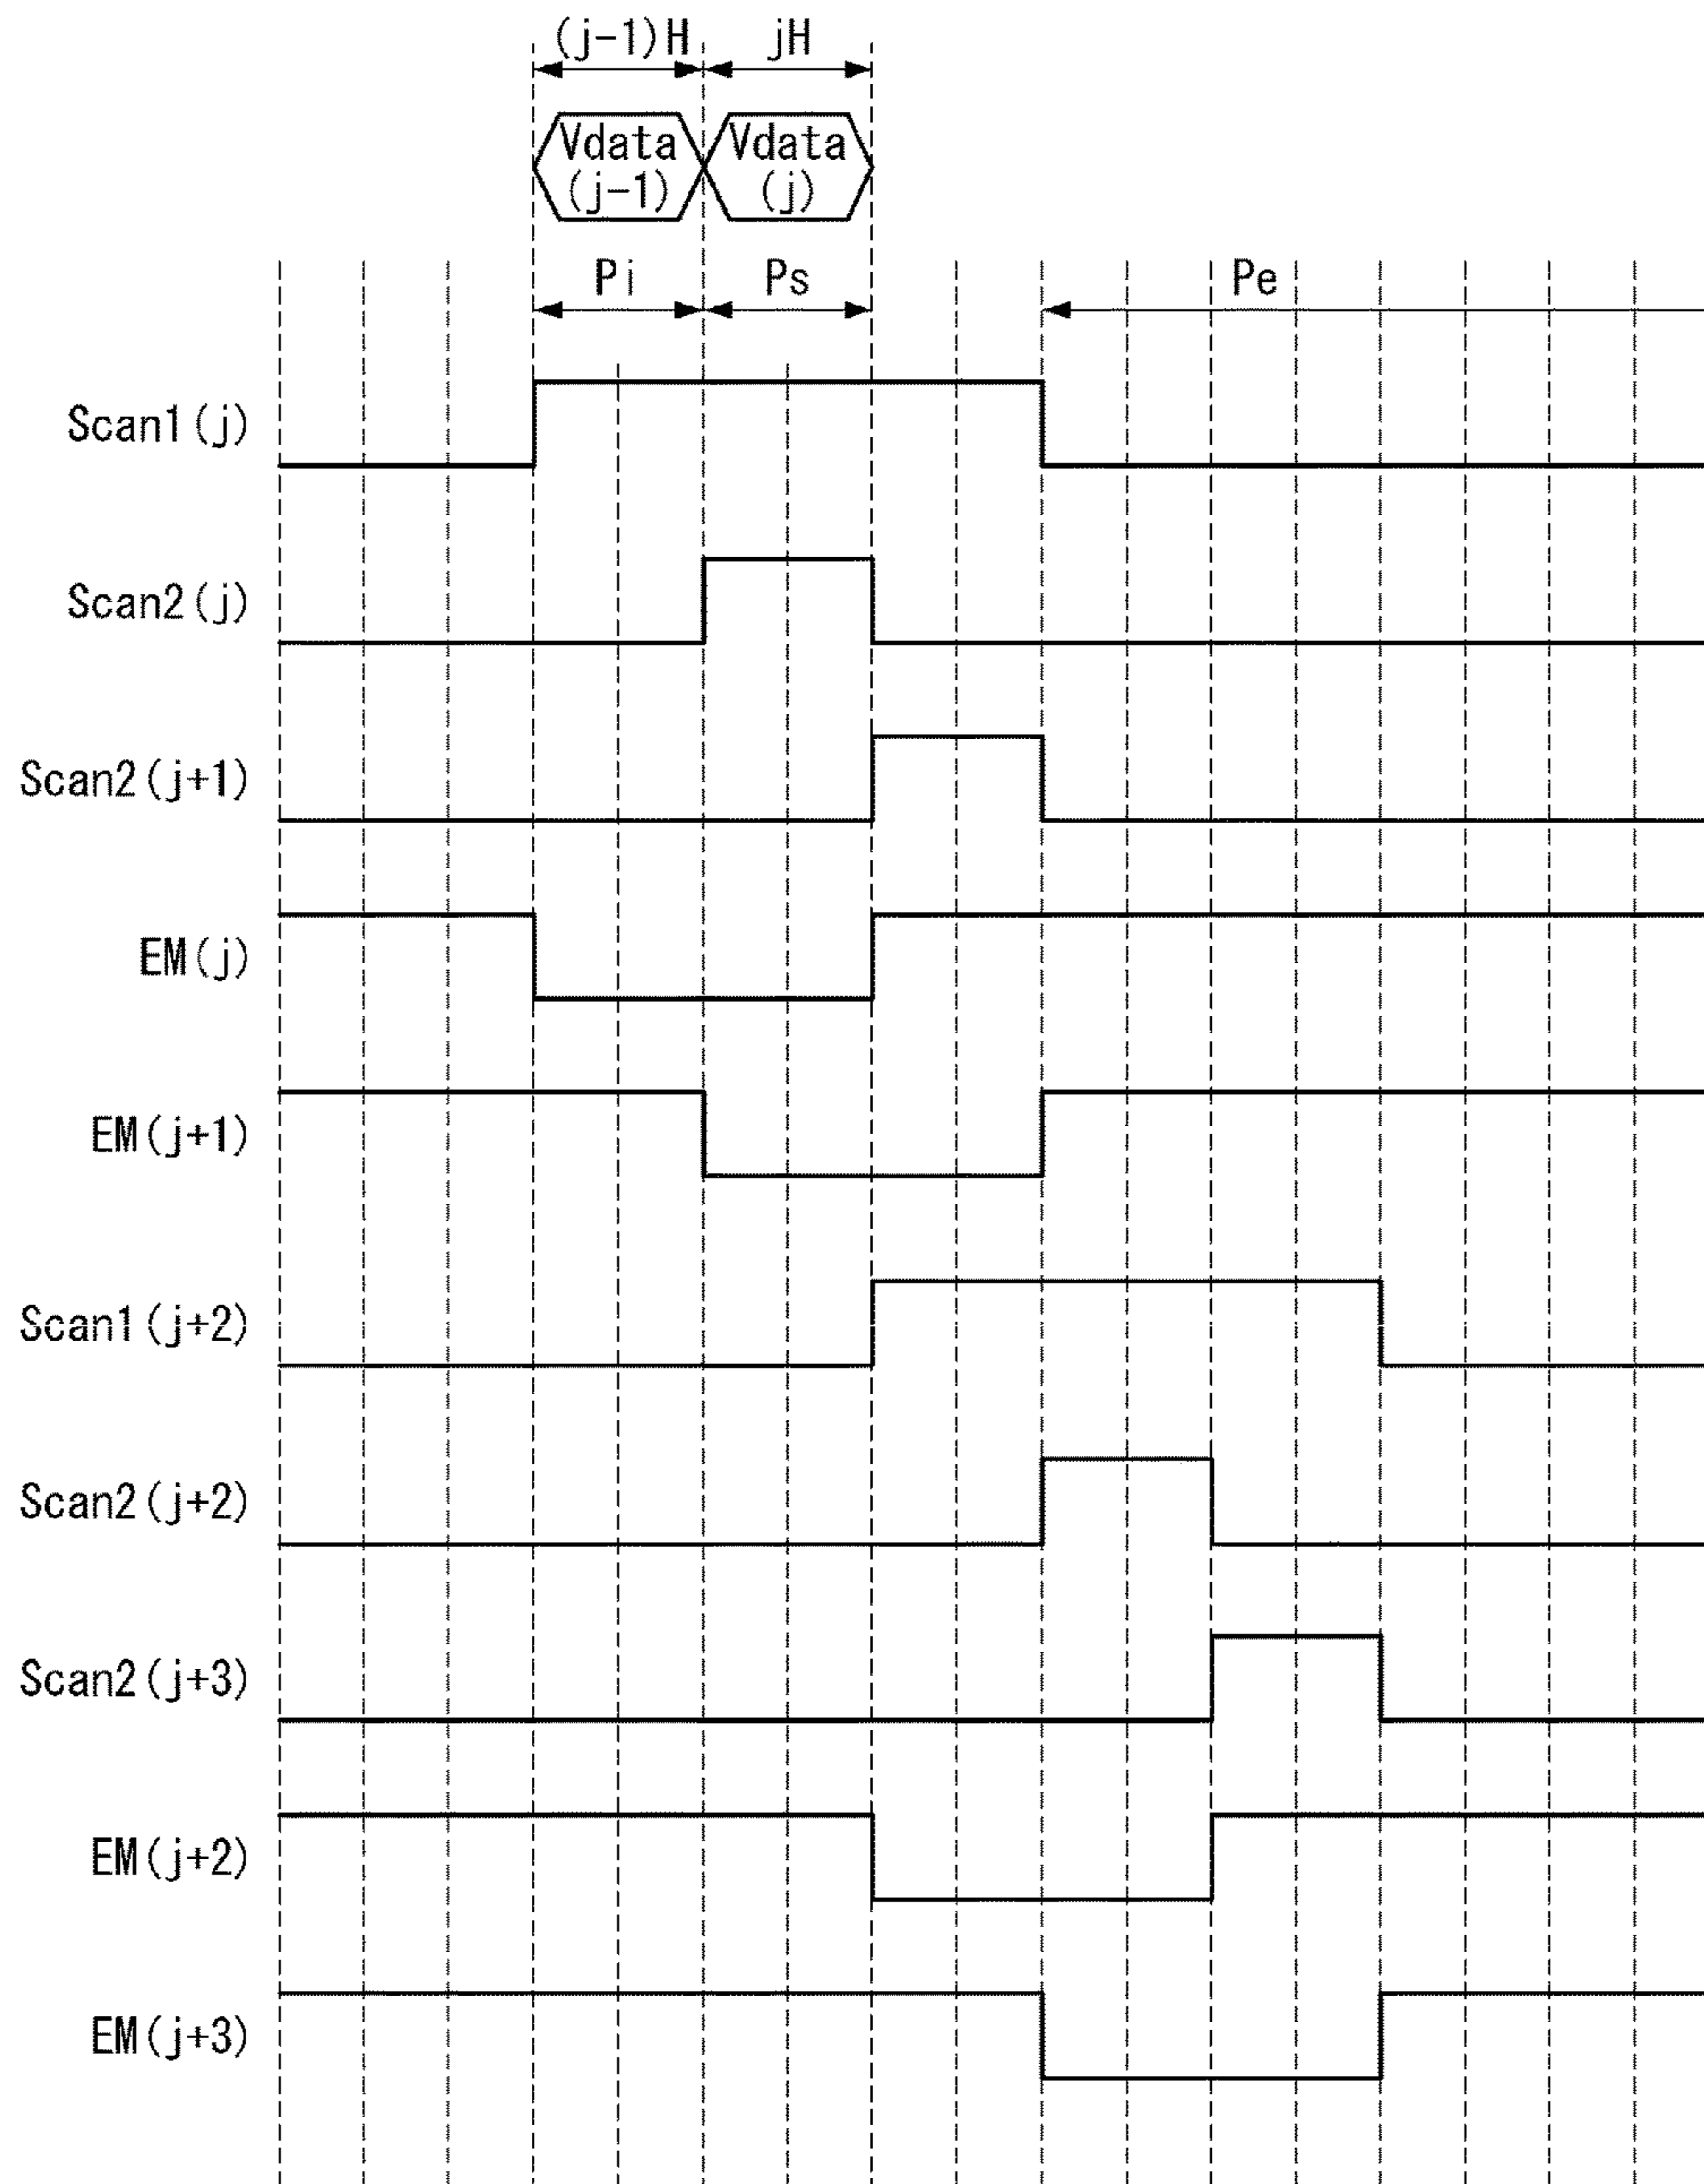 (j-1)H jH
Vdata Vdata
(j-1) (j)
Pi Ps Pe
Scan1(j)
Scan2(j)
Scan2(j+1)
EM(j)
EM(j+1)
Scan1(j+2)
Scan2(j+2)
Scan2(j+3)
EM(j+2)
EM(j+3)